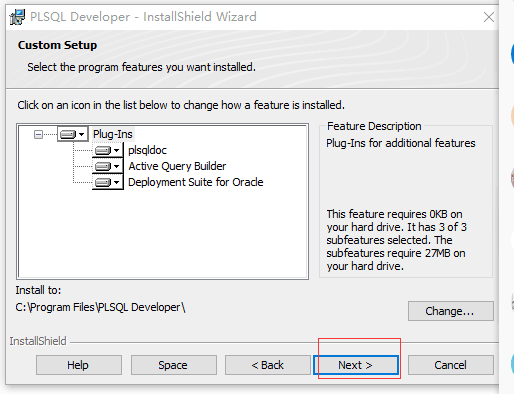 PLSQL Developer - InstallShield Wizard
Custom Setup
Select the program features you want installed.
Click on an icon in the list below to change how a feature is installed.
Plug-Ins
plsqldoc
Active Query Builder
Deployment Suite for Oracle
Feature Description
Plug-Ins for additional features
This feature requires 0KB on
your hard drive. It has 3 of 3
subfeatures selected. The
subfeatures require 27MB on
your hard drive.
Install to:
C:\Program Files\PLSQL Developer\
Change...
InstallShield
Help
Space
< Back
Next >
Cancel